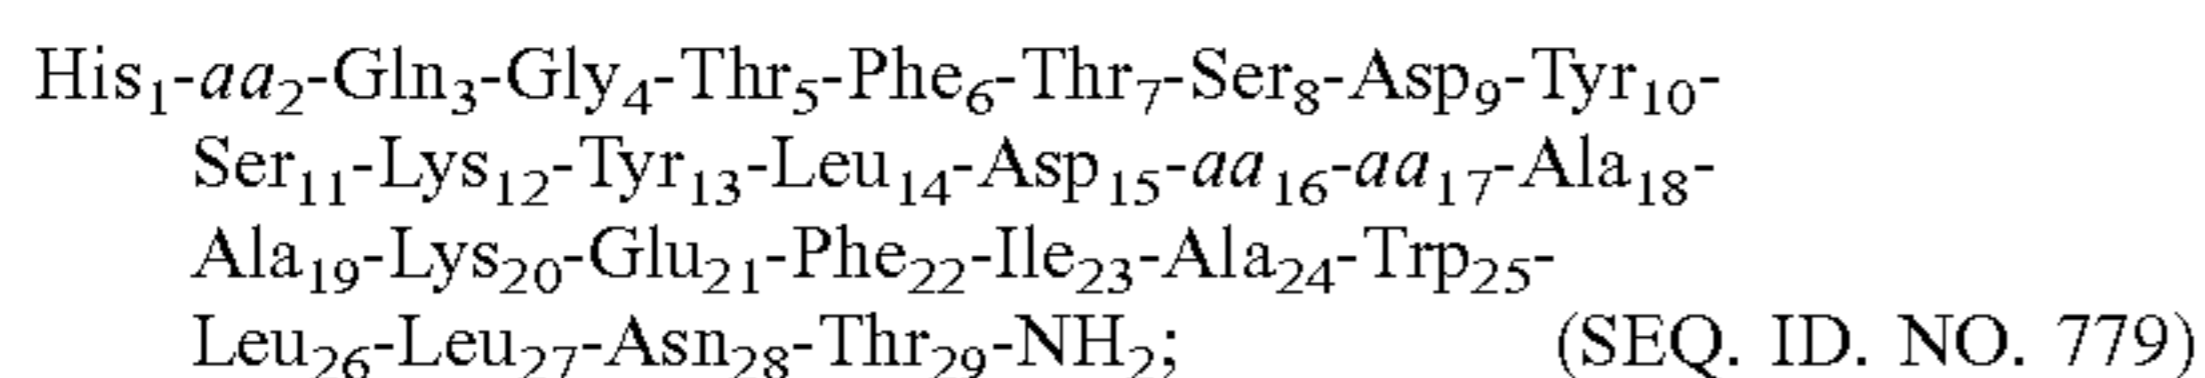 His₁-aa₂-Gln₃-Gly₄-Thr₅-Phe₆-Thr₇-Ser₈-Asp₉-Tyr₁₀-
Ser₁₁-Lys₁₂-Tyr₁₃-Leu₁₄-Asp₁₅-aa₁₆-aa₁₇-Ala₁₈-
Ala₁₉-Lys₂₀-Glu₂₁-Phe₂₂-Ile₂₃-Ala₂₄-Trp₂₅-
Leu₂₆-Leu₂₇-Asn₂₈-Thr₂₉-NH₂; (SEQ. ID. NO. 779)